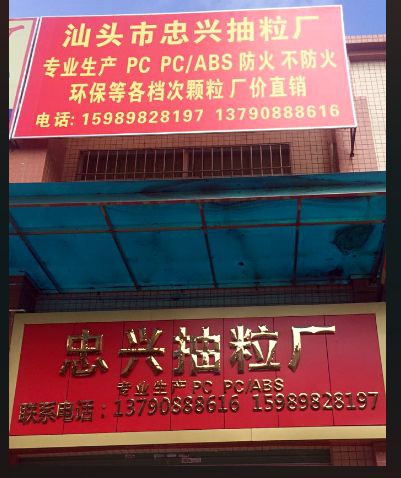 汕头市忠兴抽粒厂
专业生产 PC PC/ABS 防火 不防火
环保等各档次颗粒 厂价直销
电话: 15989828197 13790888616
忠兴抽粒厂
专业生产 PC PC/ABS
联系电话：13790888616 15989828197